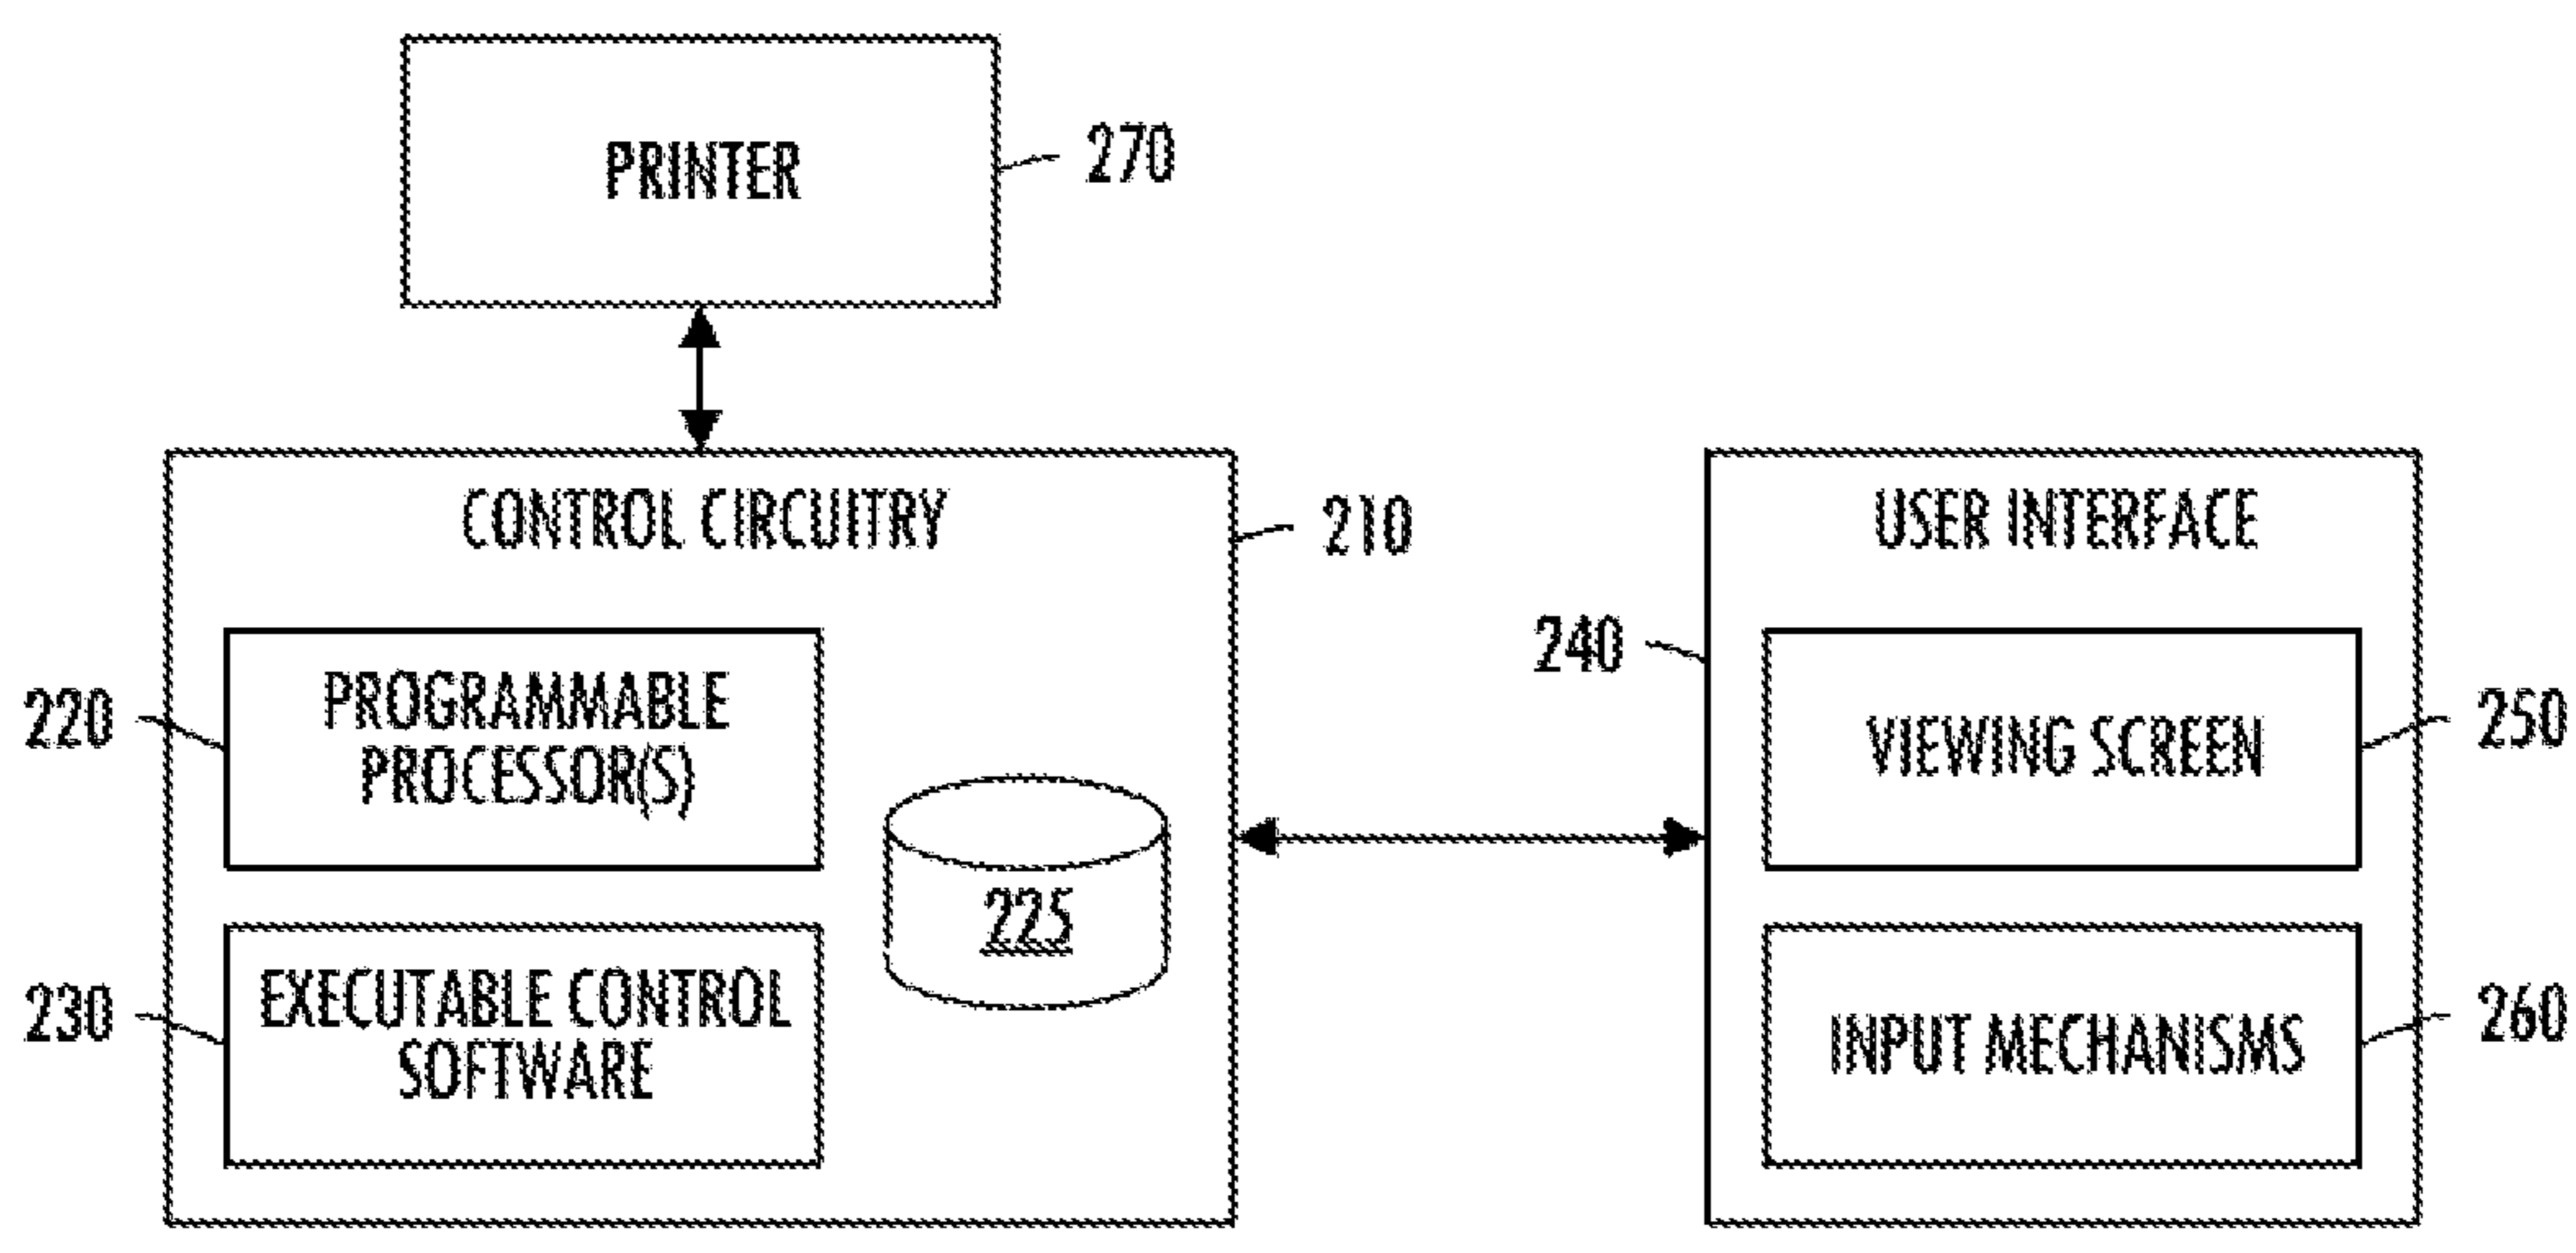 PRINTER
270
CONTROL CIRCUITRY
210
USER INTERFACE
240
220
PROGRAMMABLE
PROCESSOR(S)
VIEWING SCREEN
250
225
230
EXECUTABLE CONTROL
SOFTWARE
INPUT MECHANISMS
260